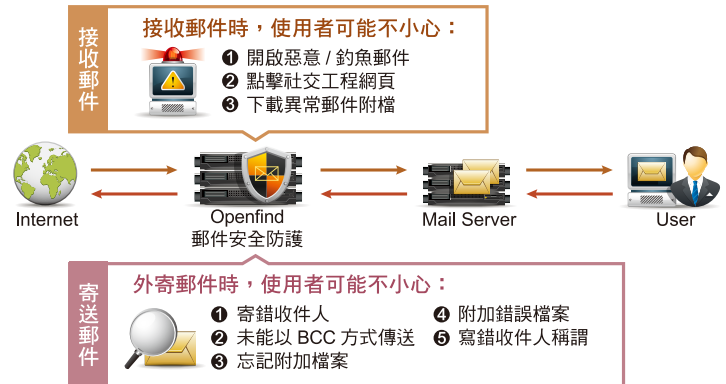 接收郵件
接收郵件時，使用者可能不小心：
❶ 開啟惡意 / 釣魚郵件
❷ 點擊社交工程網頁
❸ 下載異常郵件附檔
Internet
Openfind
郵件安全防護
Mail Server
User
寄送郵件
外寄郵件時，使用者可能不小心：
❶ 寄錯收件人
❷ 未能以 BCC 方式傳送
❸ 忘記附加檔案
❹ 附加錯誤檔案
❺ 寫錯收件人稱謂